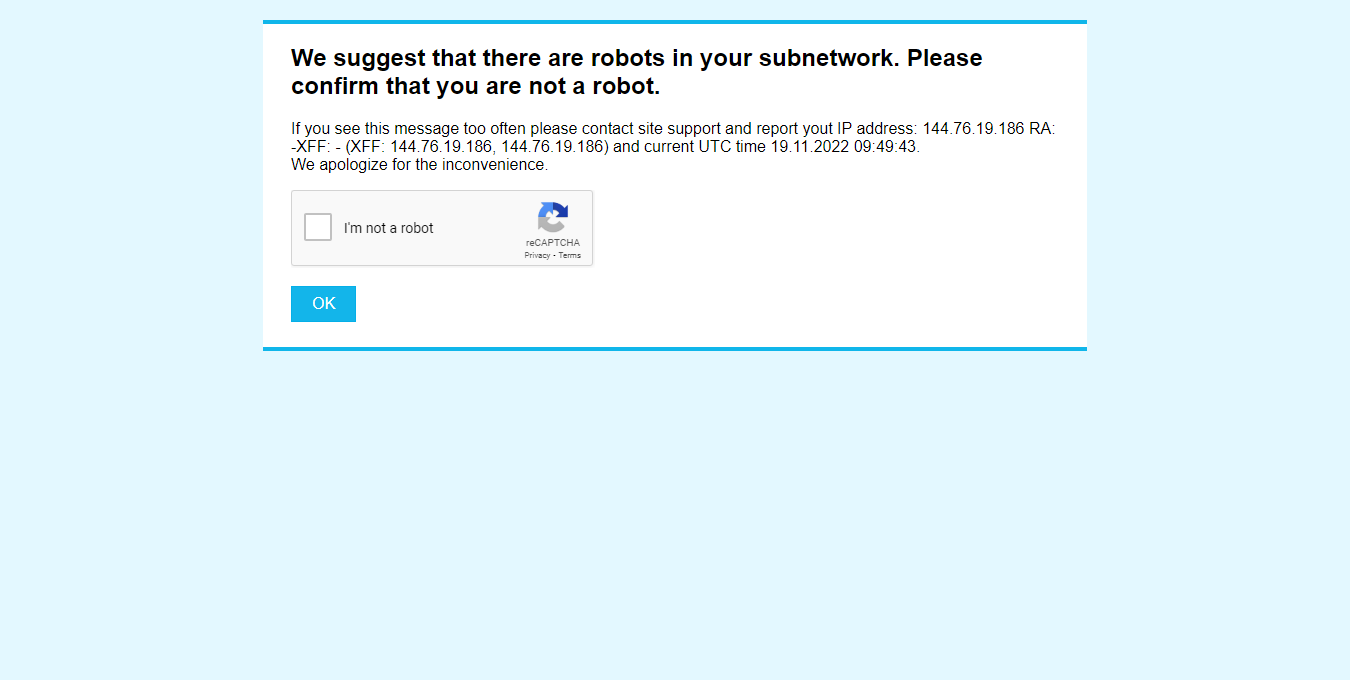 We suggest that there are robots in your subnetwork. Please
confirm that you are not a robot.
If you see this message too often please contact site support and report yout IP address: 144.76.19.186 RA:
-XFF: - (XFF: 144.76.19.186, 144.76.19.186) and current UTC time 19.11.2022 09:49:43.
We apologize for the inconvenience.
I'm not a robot
reCAPTCHA
Privacy - Terms
OK